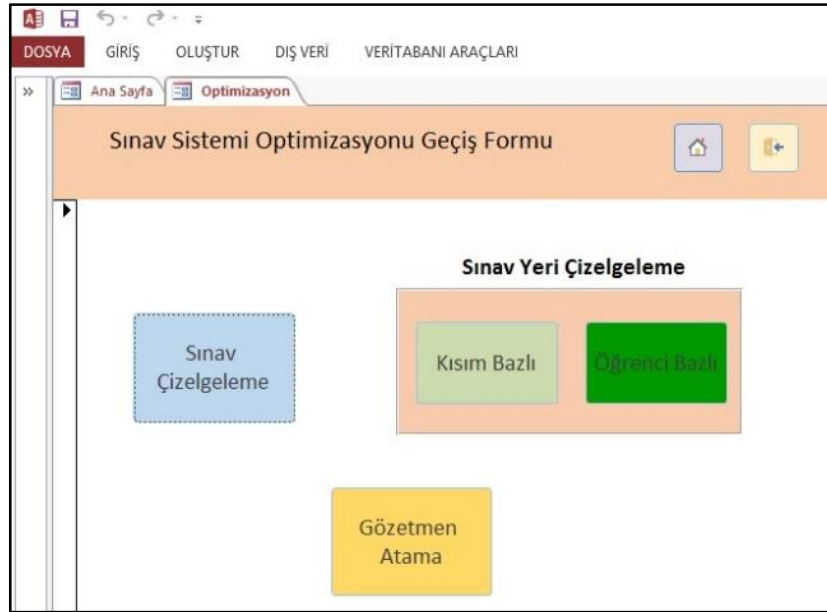 DOSYA GİRİŞ OLUŞTUR DIŞ VERİ VERİTABANI ARAÇLARI
Ana Sayfa Optimizasyon
Sınav Sistemi Optimizasyonu Geçiş Formu
Sınav Yeri Çizelgeleme
Sınav
Çizelgeleme
Kısım Bazlı
Öğrenci Bazlı
Gözetmen
Atama